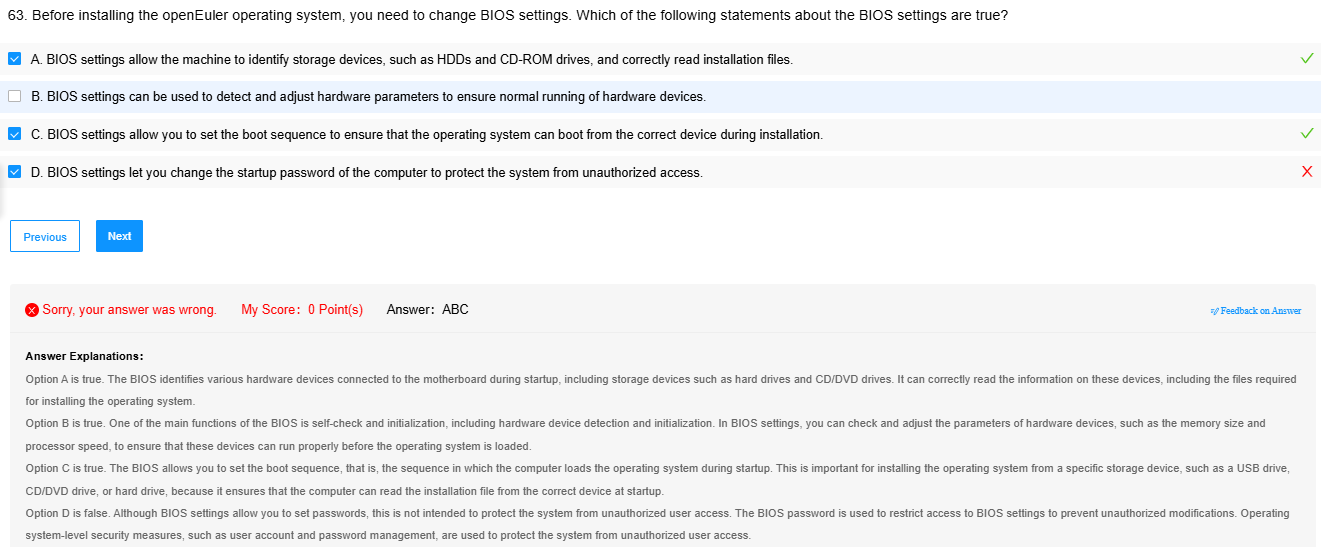 63. Before installing the openEuler operating system, you need to change BIOS settings. Which of the following statements about the BIOS settings are true?
A. BIOS settings allow the machine to identify storage devices, such as HDDs and CD-ROM drives, and correctly read installation files.
B. BIOS settings can be used to detect and adjust hardware parameters to ensure normal running of hardware devices.
C. BIOS settings allow you to set the boot sequence to ensure that the operating system can boot from the correct device during installation.
D. BIOS settings let you change the startup password of the computer to protect the system from unauthorized access.
Previous Next
Sorry, your answer was wrong. My Score: 0 Point(s) Answer: ABC Feedback on Answer
Answer Explanations:
Option A is true. The BIOS identifies various hardware devices connected to the motherboard during startup, including storage devices such as hard drives and CD/DVD drives. It can correctly read the information on these devices, including the files required
for installing the operating system.
Option B is true. One of the main functions of the BIOS is self-check and initialization, including hardware device detection and initialization. In BIOS settings, you can check and adjust the parameters of hardware devices, such as the memory size and
processor speed, to ensure that these devices can run properly before the operating system is loaded.
Option C is true. The BIOS allows you to set the boot sequence, that is, the sequence in which the computer loads the operating system during startup. This is important for installing the operating system from a specific storage device, such as a USB drive,
CD/DVD drive, or hard drive, because it ensures that the computer can read the installation file from the correct device at startup.
Option D is false. Although BIOS settings allow you to set passwords, this is not intended to protect the system from unauthorized user access. The BIOS password is used to restrict access to BIOS settings to prevent unauthorized modifications. Operating
system-level security measures, such as user account and password management, are used to protect the system from unauthorized user access.